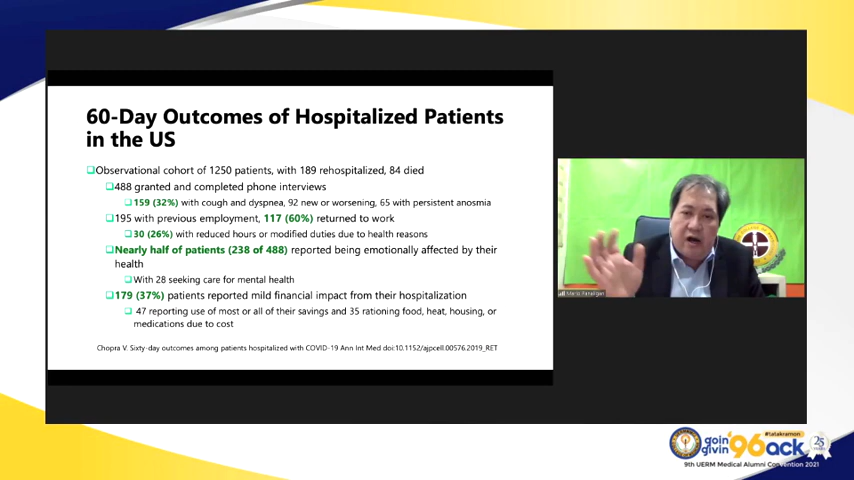 60-Day Outcomes of Hospitalized Patients
in the US
Observational cohort of 1250 patients, with 189 rehospitalized, 84 died
488 granted and completed phone interviews
159 (32%) with cough and dyspnea, 92 new or worsening, 65 with persistent anosmia
195 with previous employment, 117 (60%) returned to work
30 (26%) with reduced hours or modified duties due to health reasons
Nearly half of patients (238 of 488) reported being emotionally affected by their
health
With 28 seeking care for mental health
179 (37%) patients reported mild financial impact from their hospitalization
47 reporting use of most or all of their savings and 35 rationing food, heat, housing, or
medications due to cost
Chopra V. Sixty-day outcomes among patients hospitalized with COVID-19 Ann Int Med doi:10.1152/ajpcell.00576.2019_RET
#latakramon
goin' '96 ack
givin
25
9th UERM Medical Alumni Convention 2021